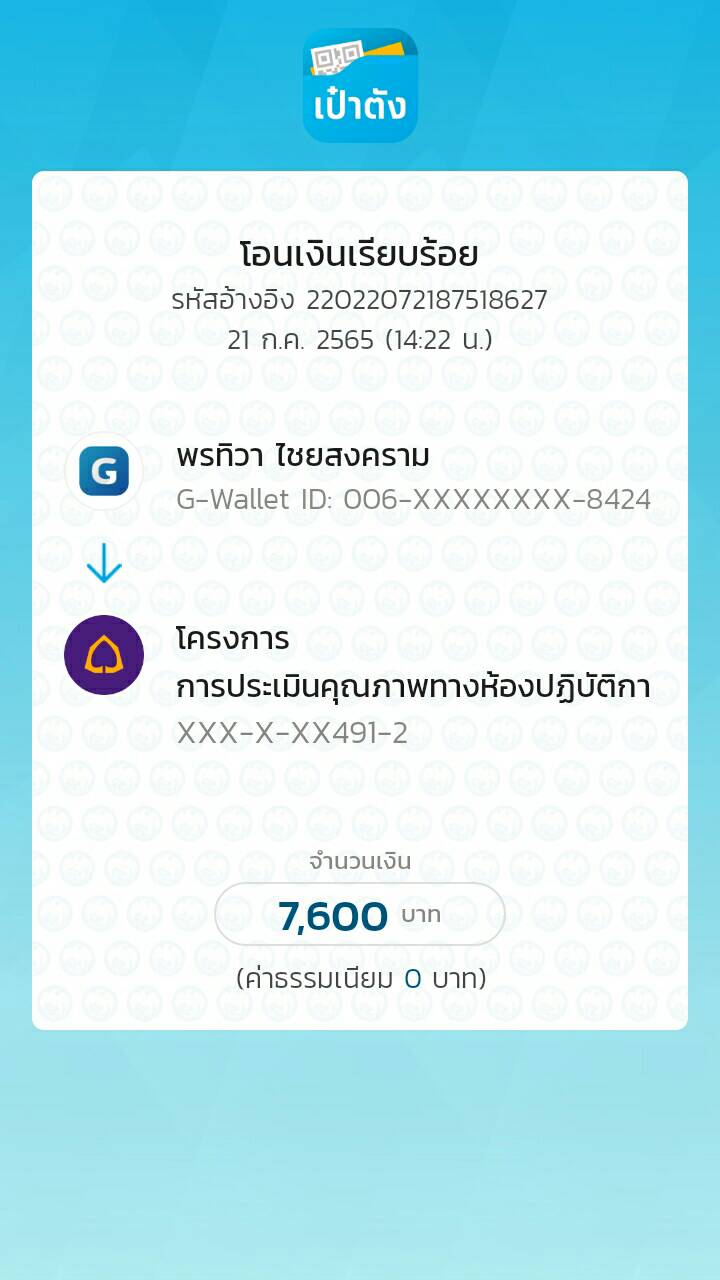 เป๋าตัง
โอนเงินเรียบร้อย
รหัสอ้างอิง 22022072187518627
21 ก.ค. 2565 (14:22 น.)
G
พรทิวา ไชยสงคราม
G-Wallet ID: 006-XXXXXXXX-8424
โครงการ
การประเมินคุณภาพทางห้องปฏิบัติกา
XXX-X-XX491-2
จำนวนเงิน
7,600 บาท
(ค่าธรรมเนียม 0 บาท)